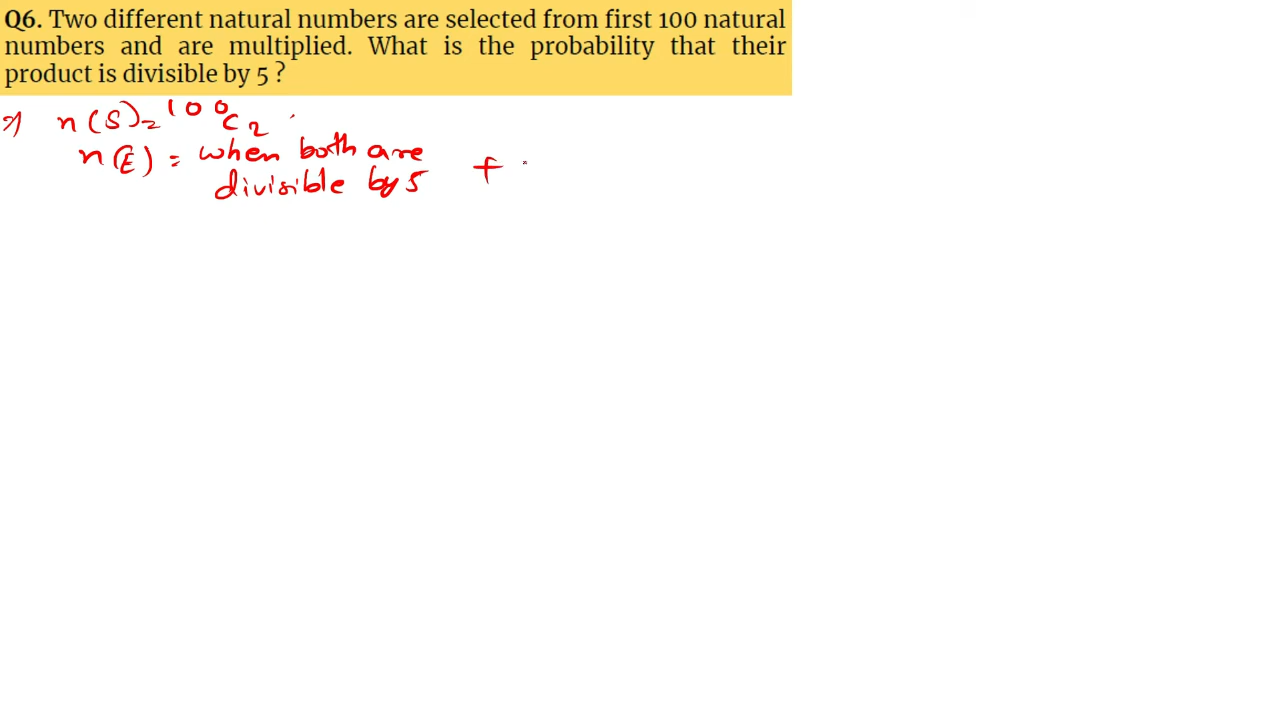 Q6. Two different natural numbers are selected from first 100 natural
numbers and are multiplied. What is the probability that their
product is divisible by 5 ?
n(S)= 100C2
n(E) = when both are
divisible by 5 +